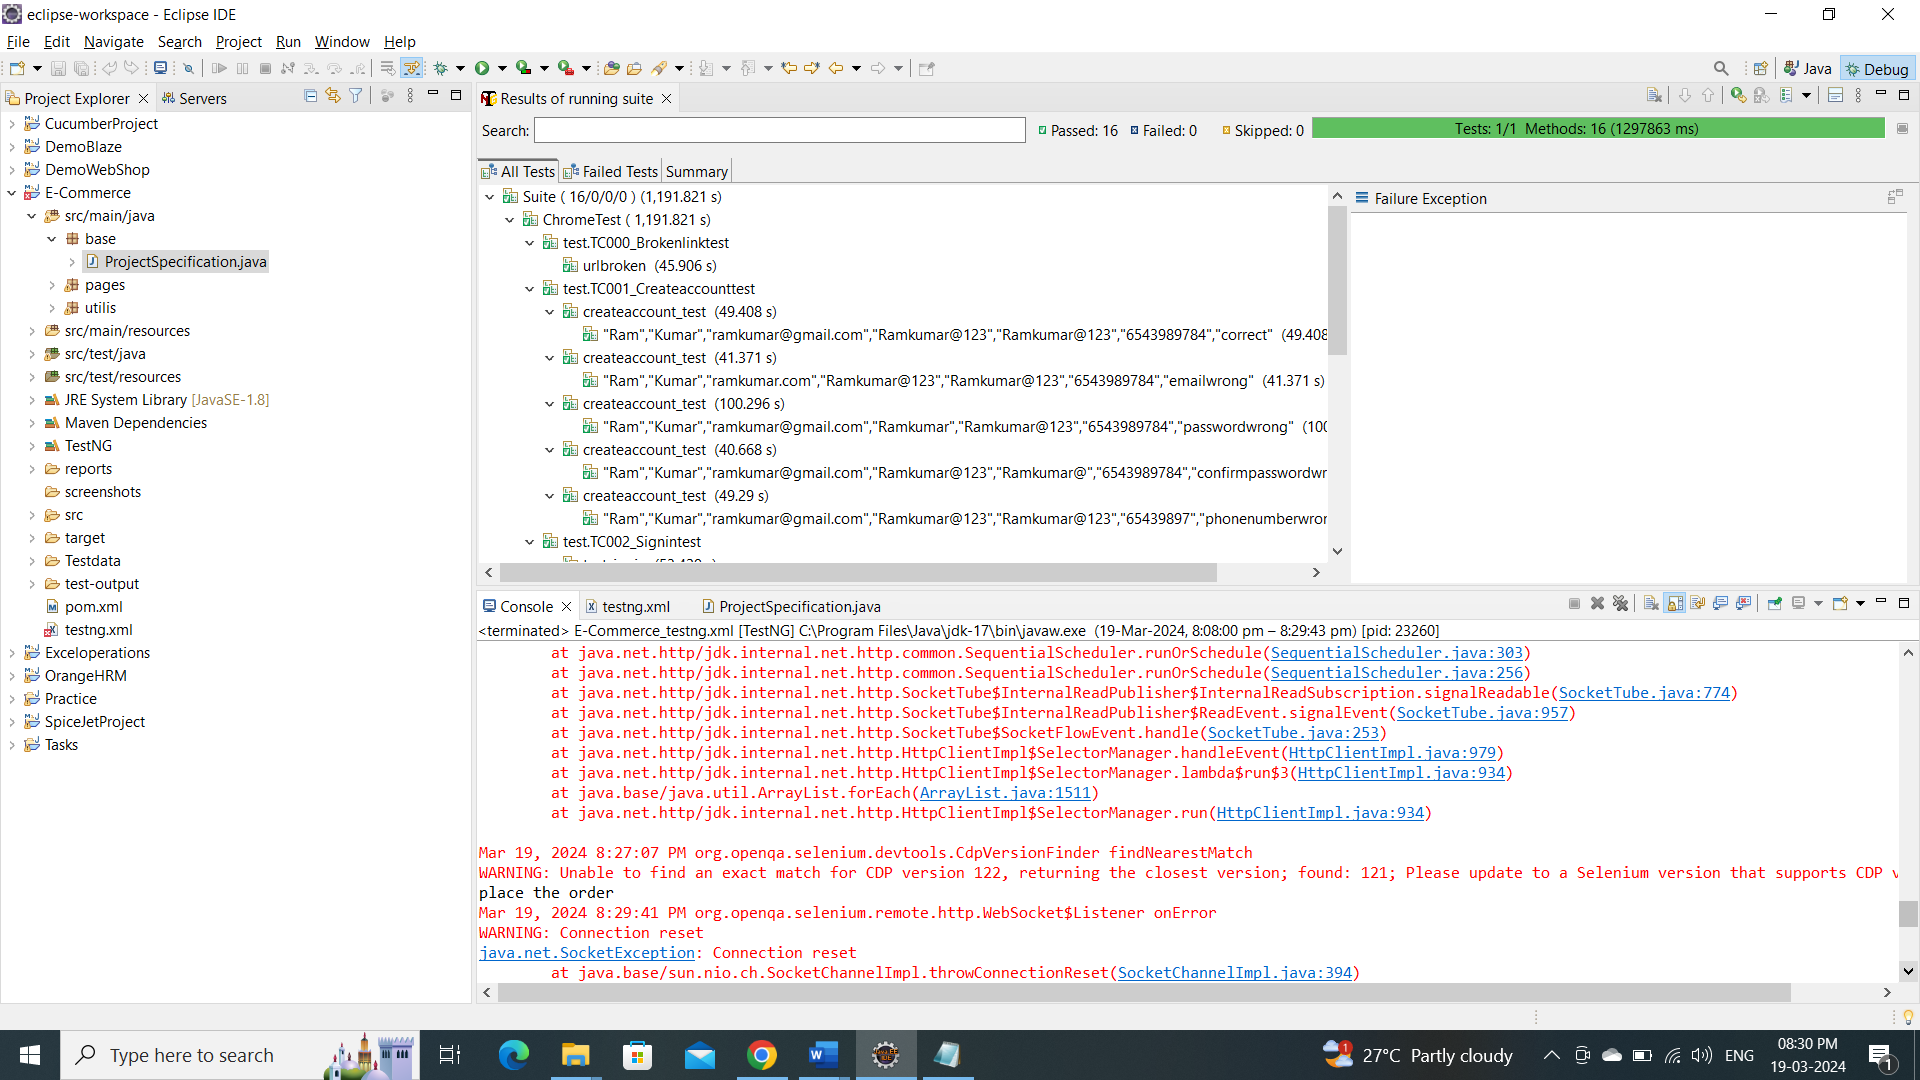 eclipse-workspace - Eclipse IDE
File Edit Navigate Search Project Run Window Help
Java Debug
Project Explorer Servers
CucumberProject
DemoBlaze
DemoWebShop
E-Commerce
src/main/java
base
ProjectSpecification.java
pages
utilis
src/main/resources
src/test/java
src/test/resources
JRE System Library [JavaSE-1.8]
Maven Dependencies
TestNG
reports
screenshots
src
target
Testdata
test-output
pom.xml
testng.xml
Exceloperations
OrangeHRM
Practice
SpiceJetProject
Tasks
Results of running suite
Search: Passed: 16 Failed: 0 Skipped: 0 Tests: 1/1 Methods: 16 (1297863 ms)
All Tests Failed Tests Summary
Suite ( 16/0/0/0 ) (1,191.821 s)
ChromeTest ( 1,191.821 s)
test.TC000_Brokenlinktest
urlbroken (45.906 s)
test.TC001_Createaccounttest
createaccount_test (49.408 s)
"Ram","Kumar","ramkumar@gmail.com","Ramkumar@123","Ramkumar@123","6543989784","correct" (49.408
createaccount_test (41.371 s)
"Ram","Kumar","ramkumar.com","Ramkumar@123","Ramkumar@123","6543989784","emailwrong" (41.371 s)
createaccount_test (100.296 s)
"Ram","Kumar","ramkumar@gmail.com","Ramkumar","Ramkumar@123","6543989784","passwordwrong" (100
createaccount_test (40.668 s)
"Ram","Kumar","ramkumar@gmail.com","Ramkumar@123","Ramkumar@","6543989784","confirmpasswordwr
createaccount_test (49.29 s)
"Ram","Kumar","ramkumar@gmail.com","Ramkumar@123","Ramkumar@123","65439897","phonenumberwror
test.TC002_Signintest
Failure Exception
Console testng.xml ProjectSpecification.java
<terminated> E-Commerce_testng.xml [TestNG] C:\Program Files\Java\jdk-17\bin\javaw.exe (19-Mar-2024, 8:08:00 pm – 8:29:43 pm) [pid: 23260]
at java.net.http/jdk.internal.net.http.common.SequentialScheduler.runOrSchedule(SequentialScheduler.java:303)
at java.net.http/jdk.internal.net.http.common.SequentialScheduler.runOrSchedule(SequentialScheduler.java:256)
at java.net.http/jdk.internal.net.http.SocketTube$InternalReadPublisher$InternalReadSubscription.signalReadable(SocketTube.java:774)
at java.net.http/jdk.internal.net.http.SocketTube$InternalReadPublisher$ReadEvent.signalEvent(SocketTube.java:957)
at java.net.http/jdk.internal.net.http.SocketTube$SocketFlowEvent.handle(SocketTube.java:253)
at java.net.http/jdk.internal.net.http.HttpClientImpl$SelectorManager.handleEvent(HttpClientImpl.java:979)
at java.net.http/jdk.internal.net.http.HttpClientImpl$SelectorManager.lambda$run$3(HttpClientImpl.java:934)
at java.base/java.util.ArrayList.forEach(ArrayList.java:1511)
at java.net.http/jdk.internal.net.http.HttpClientImpl$SelectorManager.run(HttpClientImpl.java:934)
Mar 19, 2024 8:27:07 PM org.openqa.selenium.devtools.CdpVersionFinder findNearestMatch
WARNING: Unable to find an exact match for CDP version 122, returning the closest version; found: 121; Please update to a Selenium version that supports CDP v
place the order
Mar 19, 2024 8:29:41 PM org.openqa.selenium.remote.http.WebSocket$Listener onError
WARNING: Connection reset
java.net.SocketException: Connection reset
at java.base/sun.nio.ch.SocketChannelImpl.throwConnectionReset(SocketChannelImpl.java:394)
Type here to search
1 27°C Partly cloudy ENG
08:30 PM
19-03-2024
1